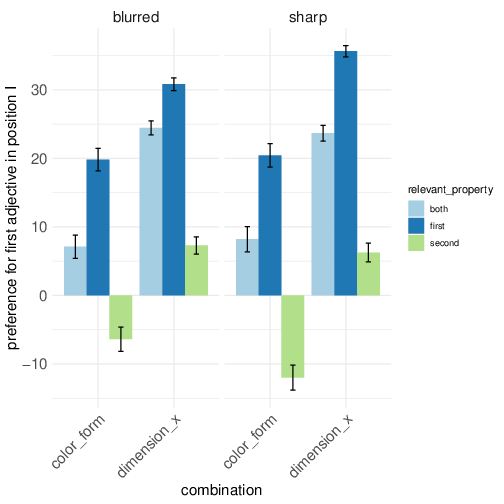 blurred
sharp
preference for first adjective in position I
30
20
10
0
−10
color_form
dimension_x
color_form
dimension_x
combination
relevant_property
both
first
second